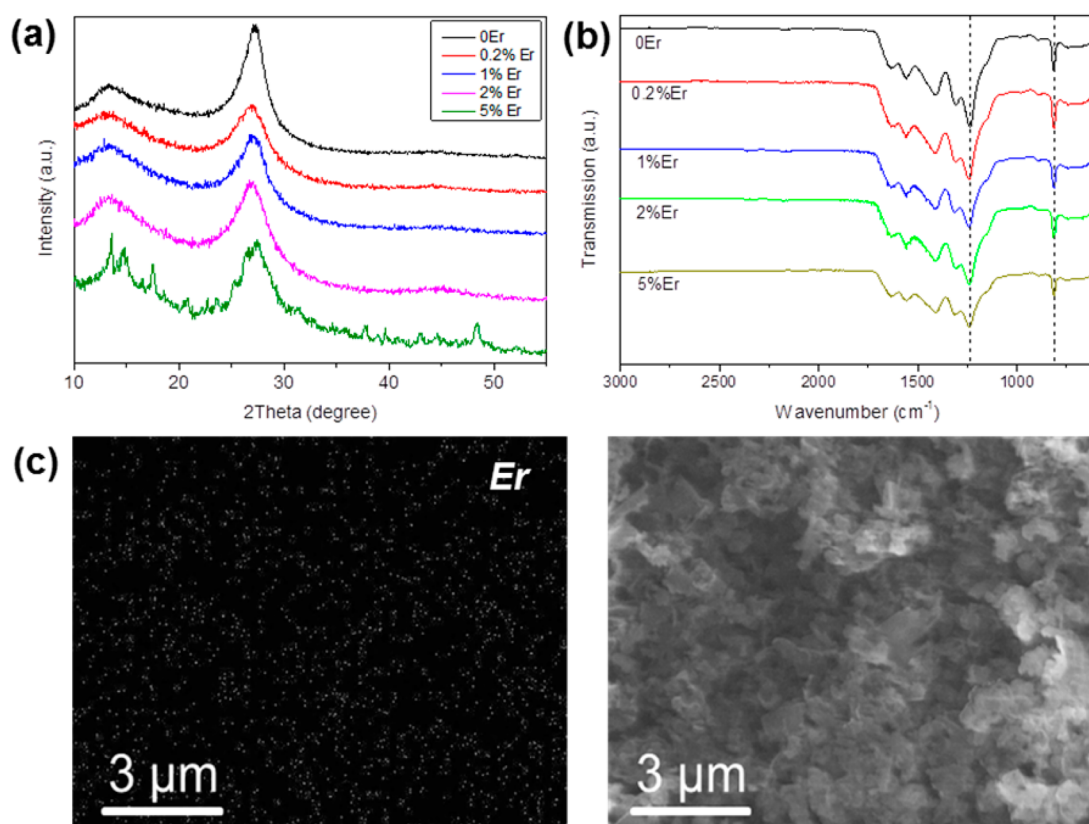 (a)
0Er
0.2% Er
1% Er
2% Er
5% Er
Intensity (a.u.)
10 20 30 40 50
2Theta (degree)
(b)
0Er
0.2%Er
1%Er
2%Er
5%Er
Transmission (a.u.)
3000 2500 2000 1500 1000
Wavenumber (cm⁻¹)
(c)
Er
3 µm
3 µm